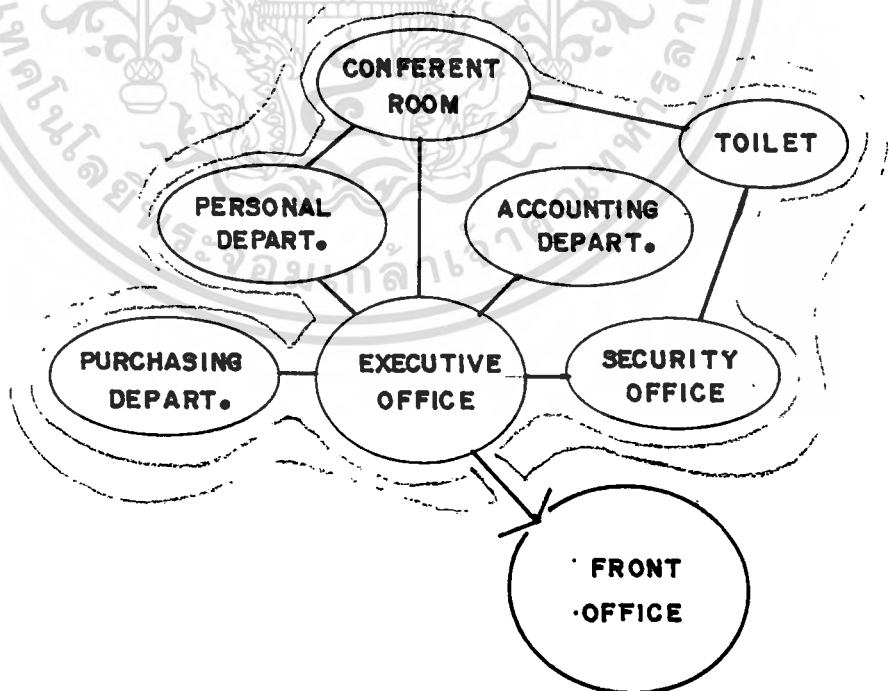 CONFERENT
ROOM
TOILET
PERSONAL
DEPART.
ACCOUNTING
DEPART.
PURCHASING
DEPART.
EXECUTIVE
OFFICE
SECURITY
OFFICE
FRONT
OFFICE